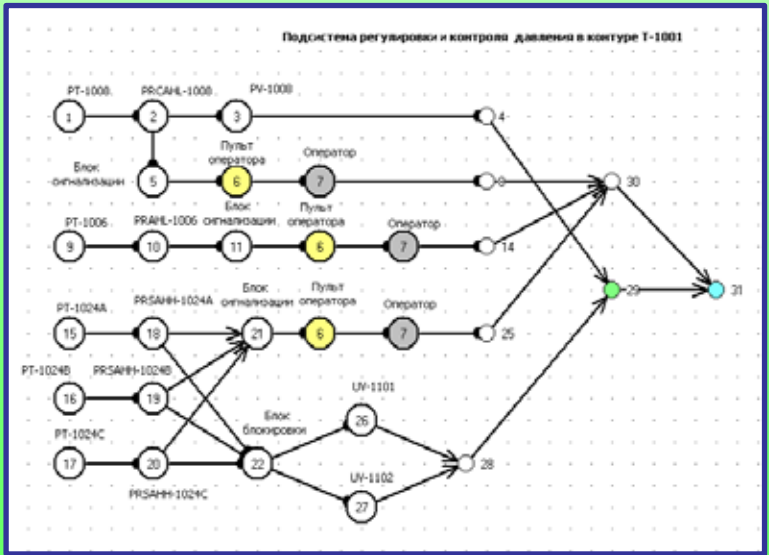 Подсистема регулировки и контроля давления в контуре Т-1001
PT-1008
PRCAHL-1008
PV-1008
1
2
3
4
Блок сигнализации
Пульт оператора
Оператор
5
6
7
30
PT-1006
PRAHL-1006
Блок сигнализации
Пульт оператора
Оператор
9
10
11
6
7
14
29
31
PT-1024A
PRSAHH-1024A
Блок сигнализации
Пульт оператора
Оператор
15
18
21
6
7
25
PT-1024B
PRSAHH-1024B
16
19
UV-1101
26
PT-1024C
Блок блокировки
17
20
22
28
PRSAHH-1024C
UV-1102
27